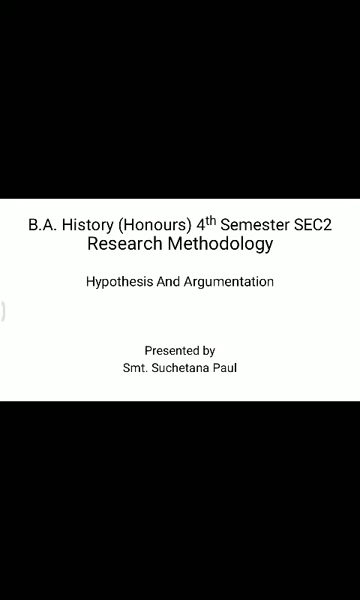 B.A. History (Honours) 4th Semester SEC2
Research Methodology
Hypothesis And Argumentation
Presented by
Smt. Suchetana Paul